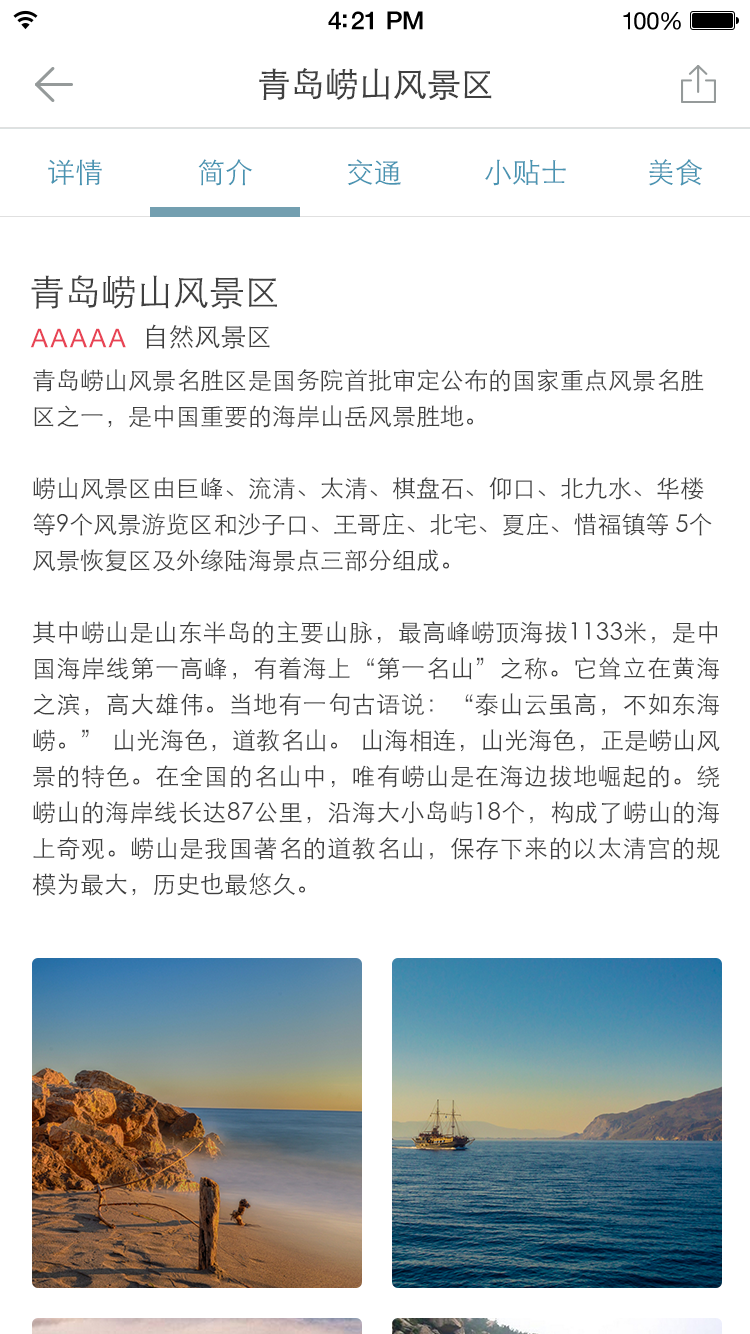 4:21 PM
100%
青岛崂山风景区
详情 简介 交通 小贴士 美食
青岛崂山风景区
AAAAA 自然风景区
青岛崂山风景名胜区是国务院首批审定公布的国家重点风景名胜
区之一，是中国重要的海岸山岳风景胜地。
崂山风景区由巨峰、流清、太清、棋盘石、仰口、北九水、华楼
等9个风景游览区和沙子口、王哥庄、北宅、夏庄、惜福镇等 5个
风景恢复区及外缘陆海景点三部分组成。
其中崂山是山东半岛的主要山脉，最高峰崂顶海拔1133米，是中
国海岸线第一高峰，有着海上“第一名山”之称。它耸立在黄海
之滨，高大雄伟。当地有一句古语说：“泰山云虽高，不如东海
崂。” 山光海色，道教名山。 山海相连，山光海色，正是崂山风
景的特色。在全国的名山中，唯有崂山是在海边拔地崛起的。绕
崂山的海岸线长达87公里，沿海大小岛屿18个，构成了崂山的海
上奇观。崂山是我国著名的道教名山，保存下来的以太清宫的规
模为最大，历史也最悠久。